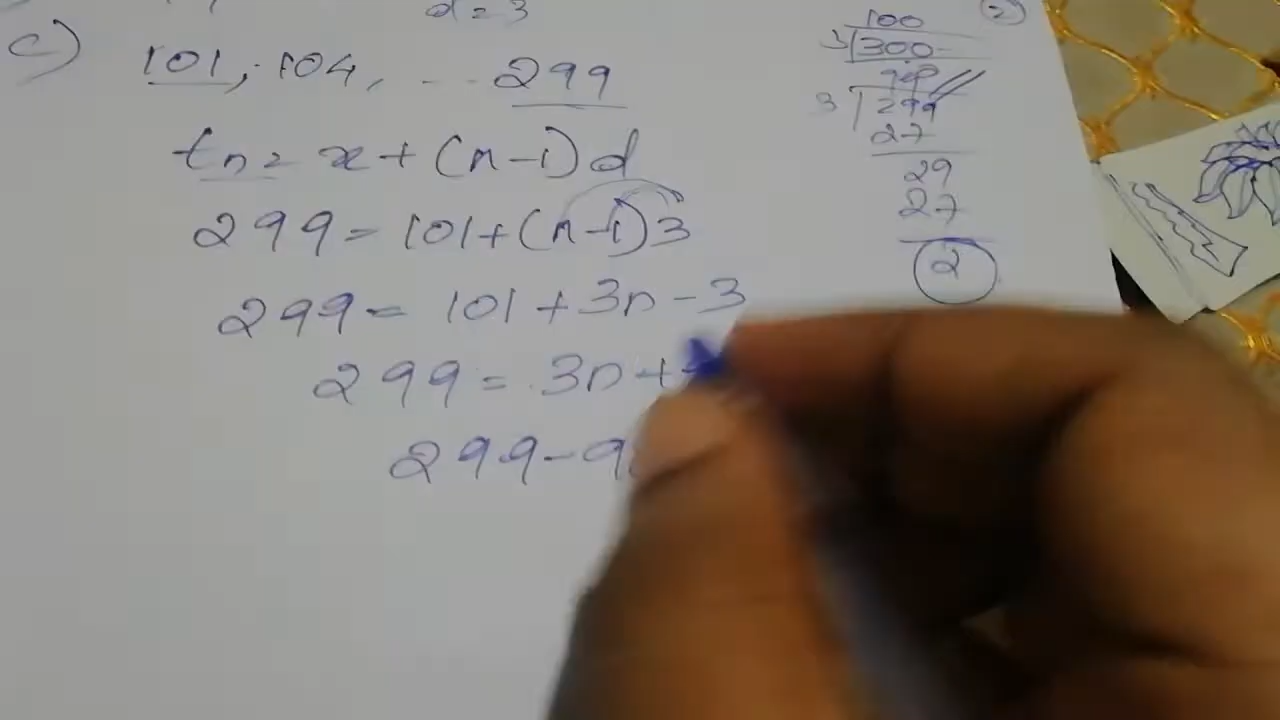 d = 3
c) 101, 104, ... 299
tn = x + (n-1)d
299 = 101 + (n-1)3
299 = 101 + 3n - 3
299 = 3n +
299 - 9
2
100
3 300
3 299
27
29
27
2